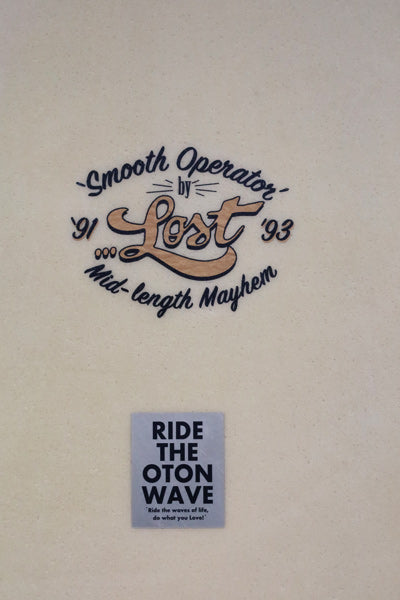 'Smooth Operator'
by
'91 ...Lost '93
Mid-length Mayhem
RIDE
THE
OTON
WAVE
"Ride the waves of life,
do what you Love!"